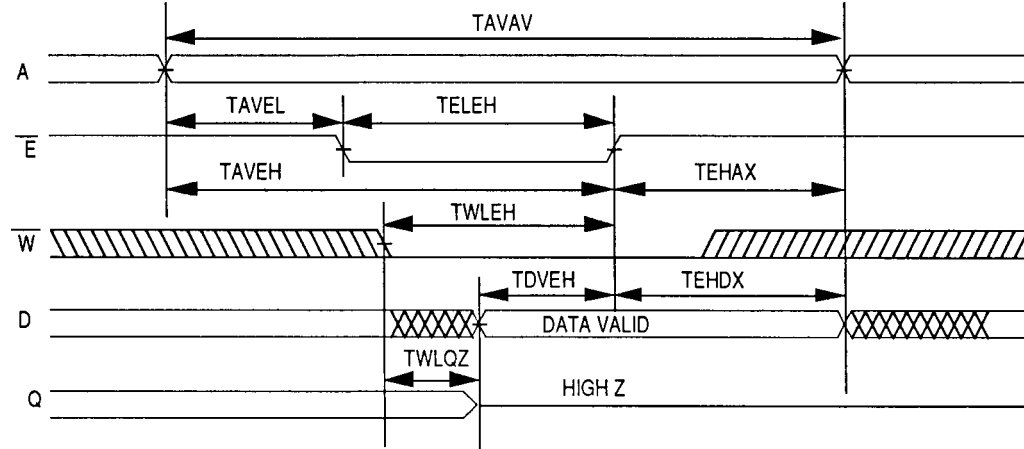 TAVAV
A
TAVEL TELEH
E
TAVEH TEHAX
TWLEH
W
TDVEH TEHDX
D DATA VALID
TWLQZ
Q HIGH Z